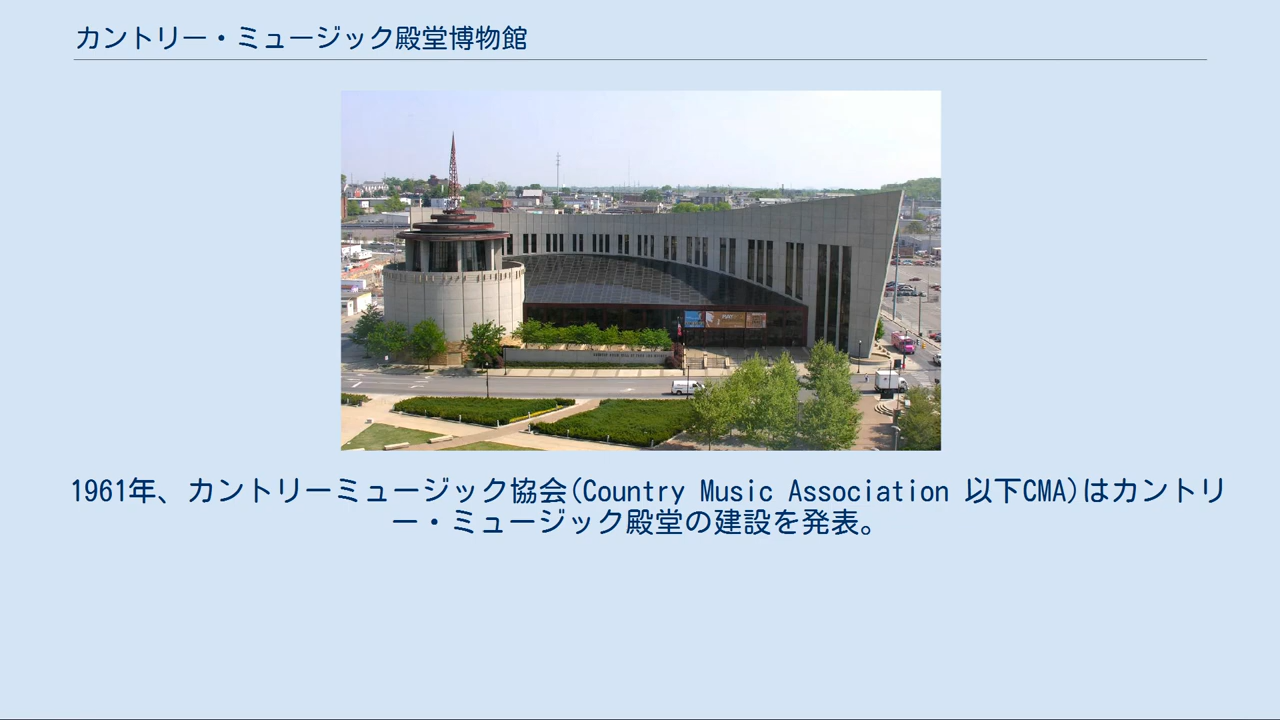 カントリー・ミュージック殿堂博物館
1961年、カントリーミュージック協会(Country Music Association 以下CMA)はカントリ
ー・ミュージック殿堂の建設を発表。